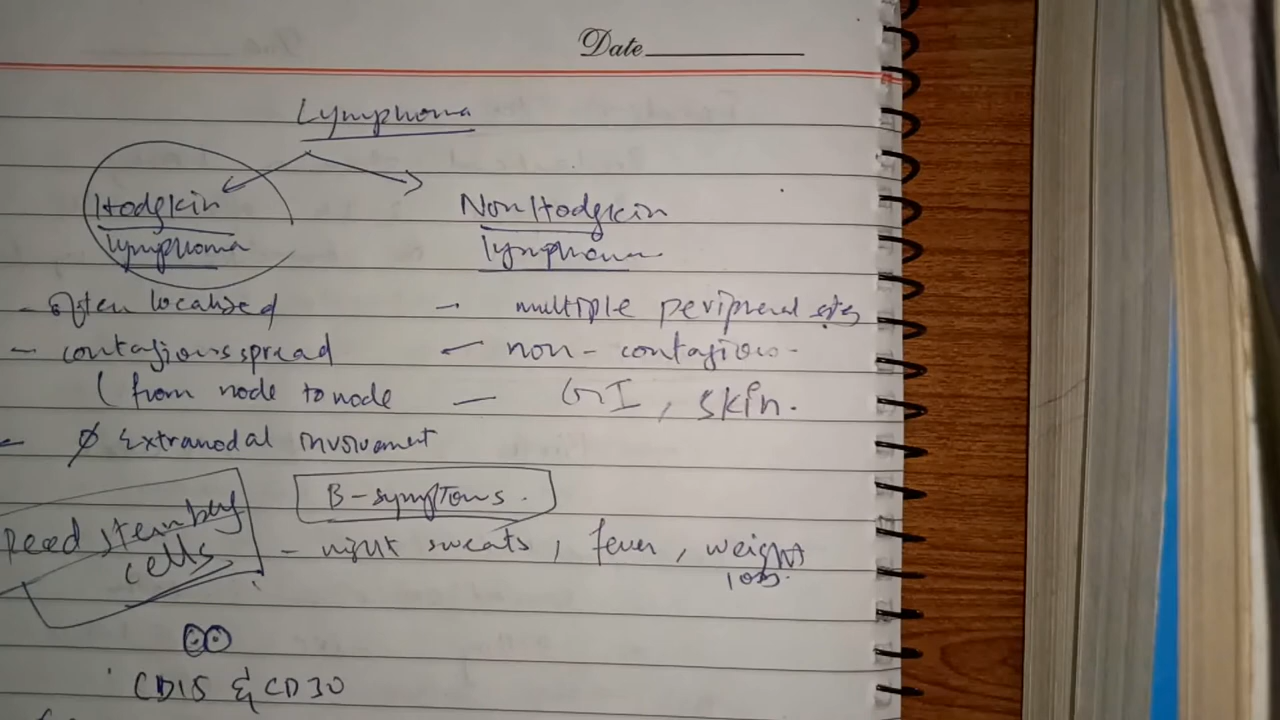 Date
Lymphoma
Hodgkin
lymphoma
Non Hodgkin
lymphoma
- Often localised
- contagious spread
( from node to node
- Ø Extranodal involvement
- multiple peripheral sites
- non-contagious-
- GI, skin.
Reed sternberg
cells
B-symptoms.
- night sweats, fever, weight
loss.
CD15 & CD30